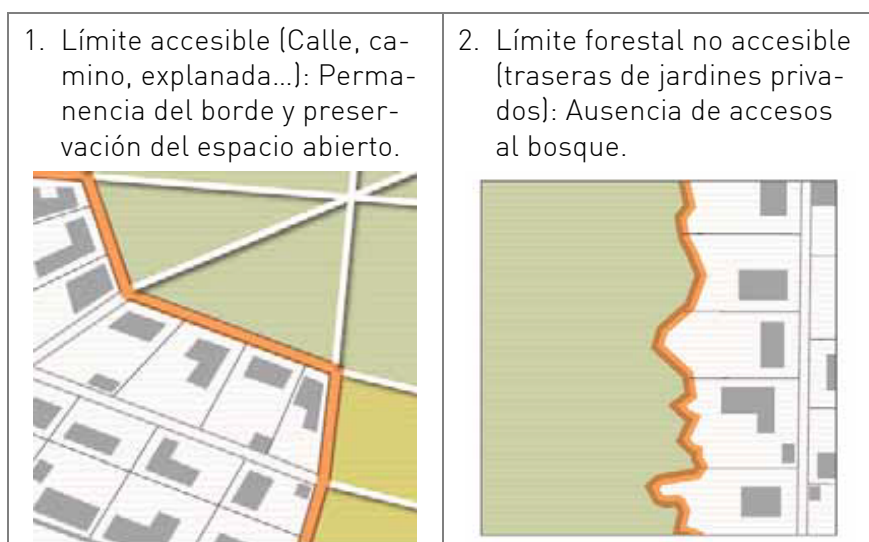 1. Límite accesible (Calle, ca-
mino, explanada...): Perma-
nencia del borde y preser-
vación del espacio abierto.
2. Límite forestal no accesible
(traseras de jardines priva-
dos): Ausencia de accesos
al bosque.